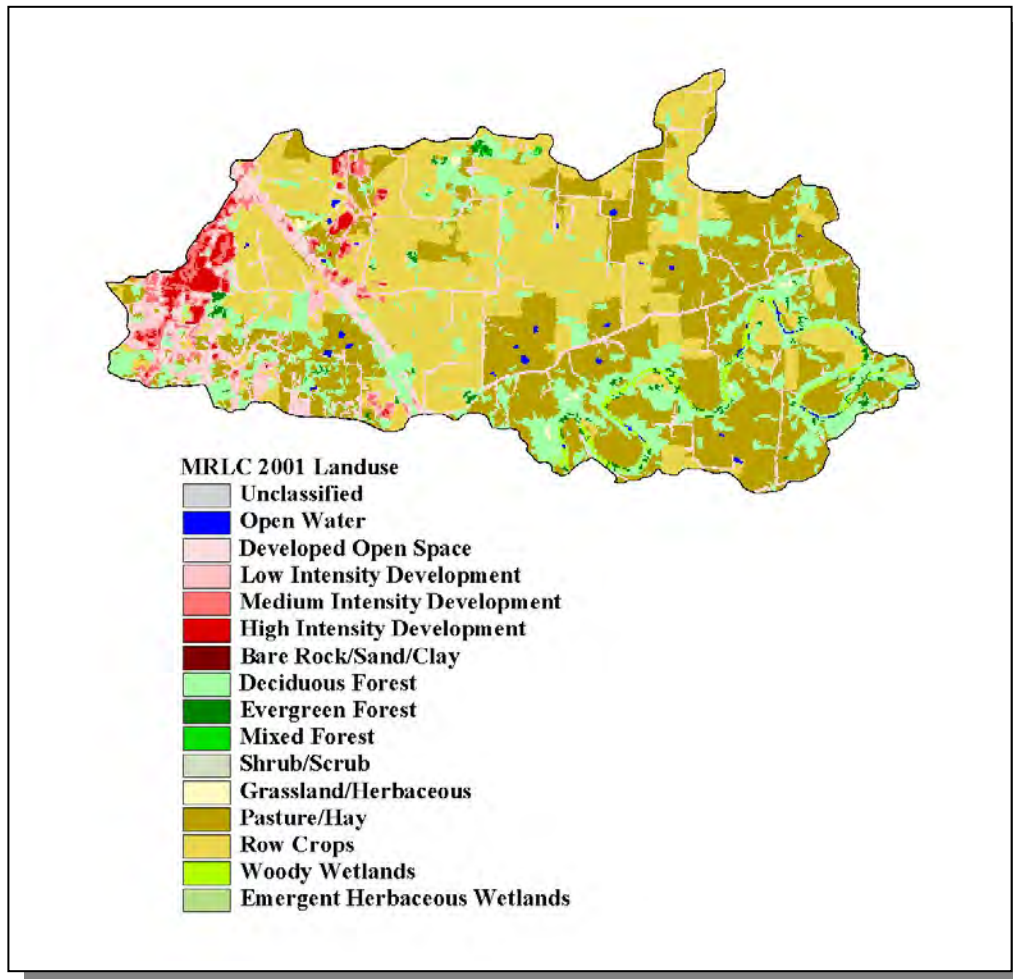 MRLC 2001 Landuse
Unclassified
Open Water
Developed Open Space
Low Intensity Development
Medium Intensity Development
High Intensity Development
Bare Rock/Sand/Clay
Deciduous Forest
Evergreen Forest
Mixed Forest
Shrub/Scrub
Grassland/Herbaceous
Pasture/Hay
Row Crops
Woody Wetlands
Emergent Herbaceous Wetlands